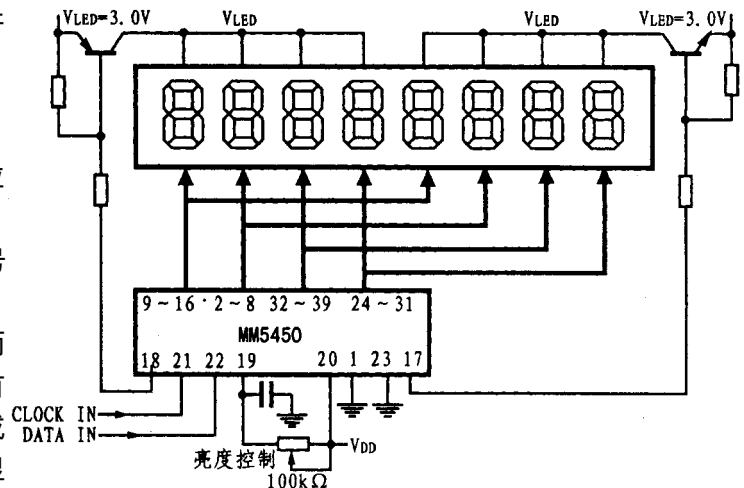 VLED=3.0V VLED VLED VLED=3.0V
9~16 2~8 32~39 24~31
MM5450
18 21 22 19 20 1 23 17
CLOCK IN
DATA IN
VDD
亮度控制
100kΩ